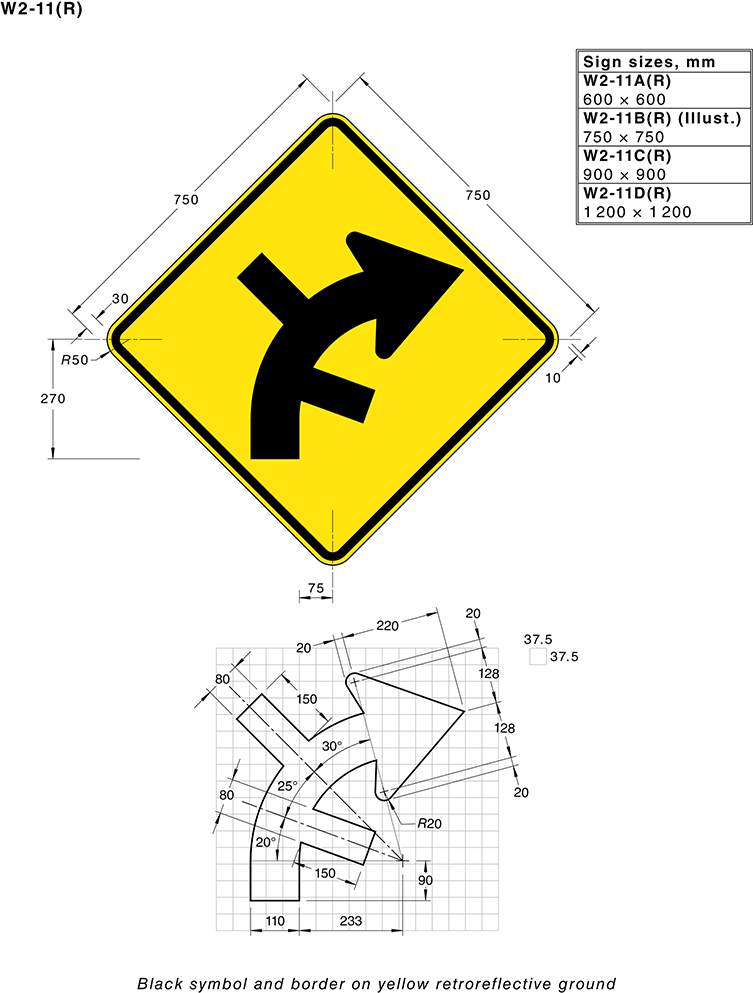 W2-11(R)
Sign sizes, mm
W2-11A(R)
600 × 600
W2-11B(R) (Illust.)
750 × 750
W2-11C(R)
900 × 900
W2-11D(R)
1 200 × 1 200
750
750
30
R50
270
10
75
20
220
20
37.5
37.5
80
150
128
30°
128
25°
80
20
R20
20°
150
90
110
233
Black symbol and border on yellow retroreflective ground